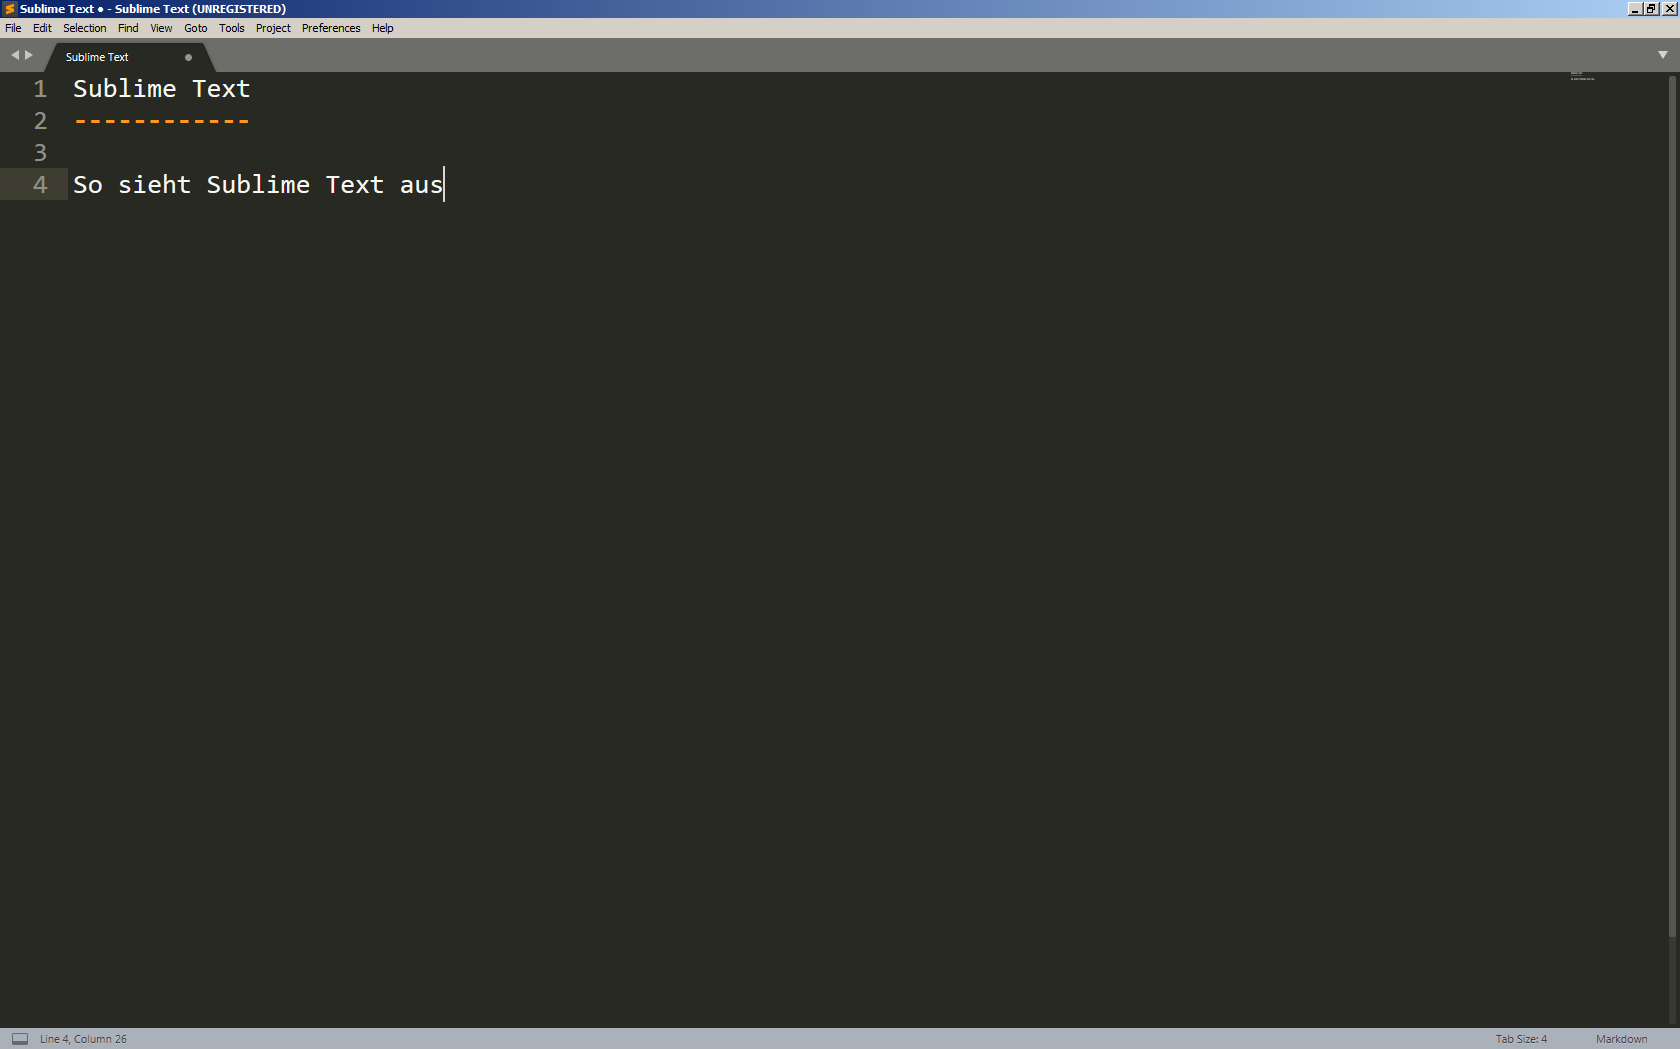 Sublime Text ● - Sublime Text (UNREGISTERED)
File Edit Selection Find View Goto Tools Project Preferences Help
Sublime Text
1 Sublime Text
2 ------------
3
4 So sieht Sublime Text aus
Line 4, Column 26 Tab Size: 4 Markdown